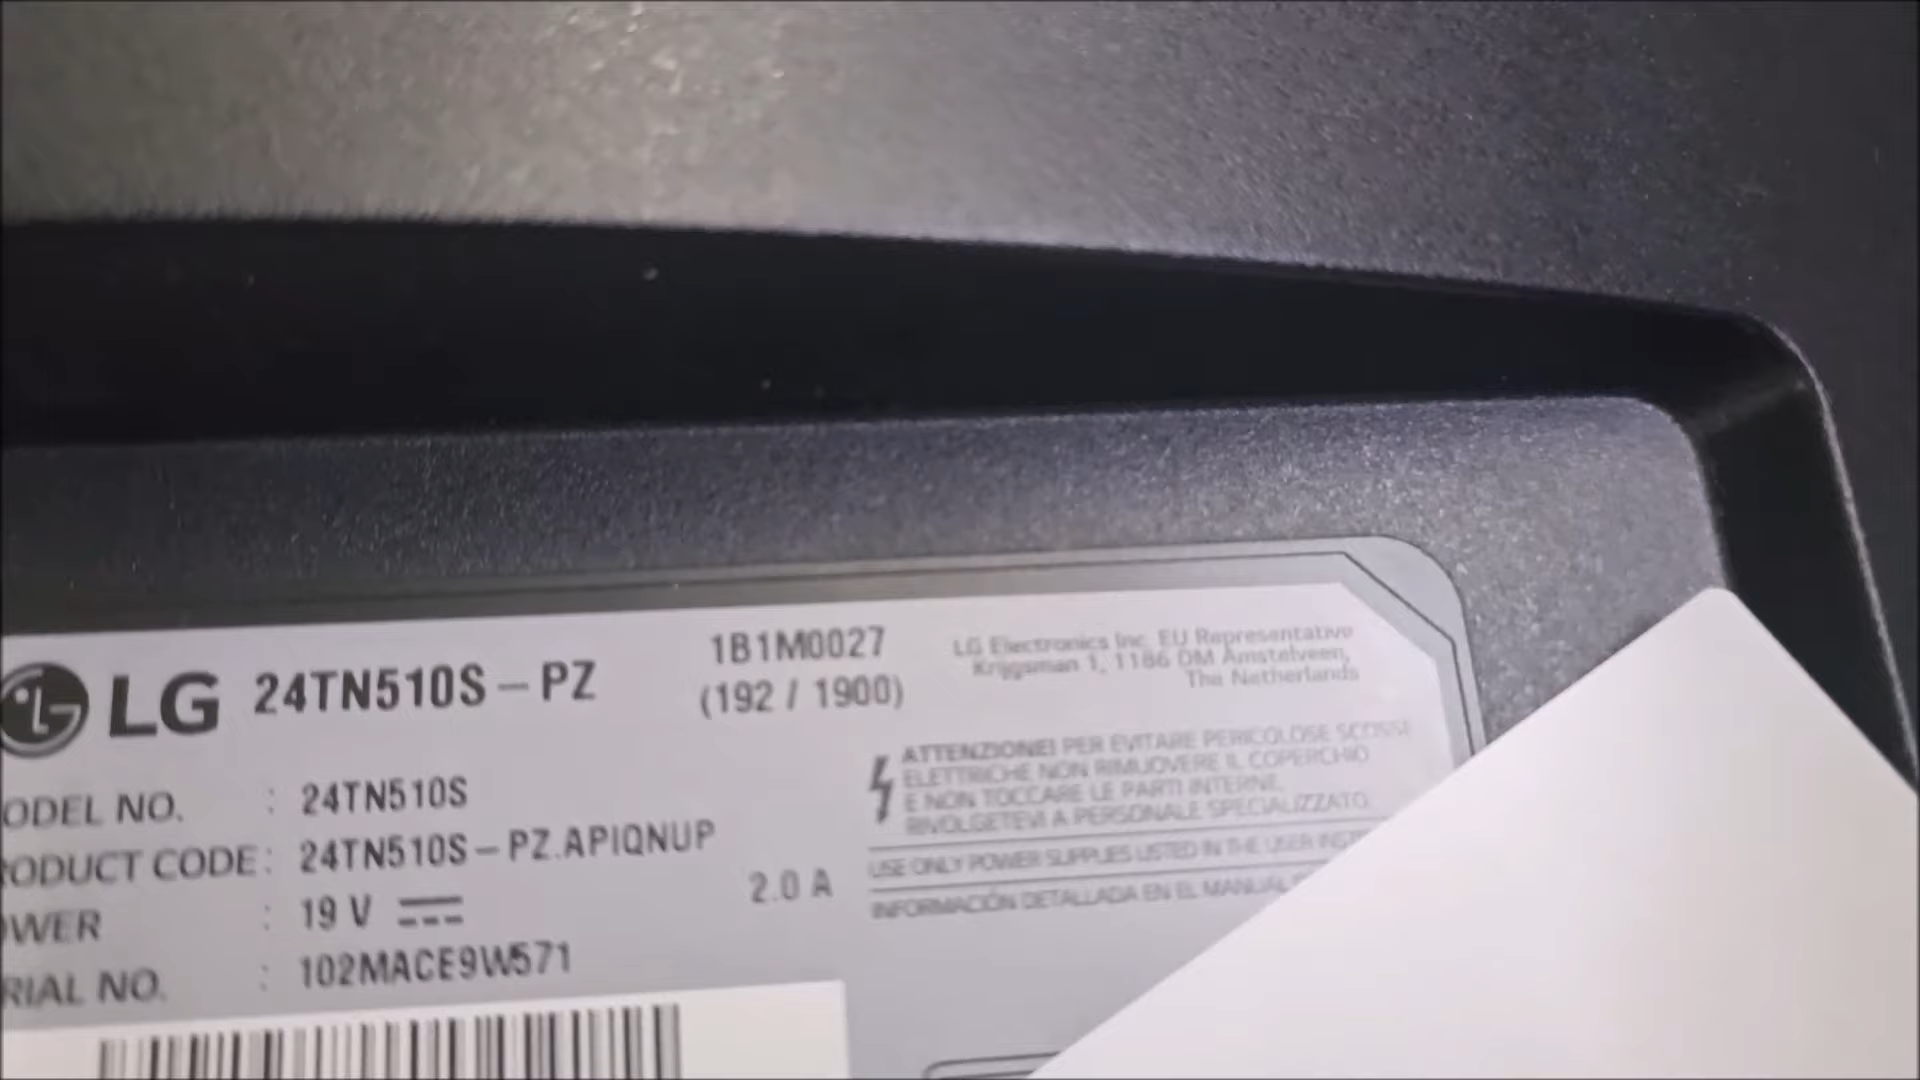 LG 24TN510S-PZ
1B1M0027
(192 / 1900)
LG Electronics Inc. EU Representative
Krijgsman 1, 1186 DM Amstelveen,
The Netherlands
ODEL NO. : 24TN510S
RODUCT CODE : 24TN510S-PZ.APIQNUP
OWER : 19 V 2.0 A
RIAL NO. : 102MACE9W571
ATTENZIONE! PER EVITARE PERICOLOSE SCOSSE
ELETTRICHE NON RIMUOVERE IL COPERCHIO
E NON TOCCARE LE PARTI INTERNE.
RIVOLGETEVI A PERSONALE SPECIALIZZATO.
USE ONLY POWER SUPPLIES LISTED IN THE USER INST
INFORMACIÓN DETALLADA EN EL MANUAL